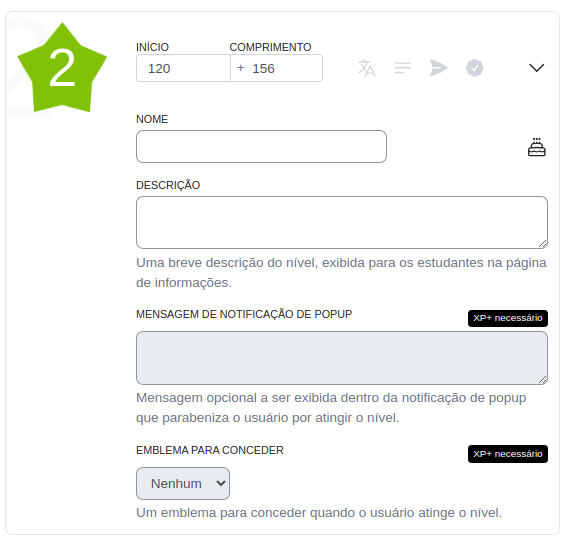 2
INÍCIO COMPRIMENTO
120 + 156
NOME
DESCRIÇÃO
Uma breve descrição do nível, exibida para os estudantes na página
de informações.
MENSAGEM DE NOTIFICAÇÃO DE POPUP XP+ necessário
Mensagem opcional a ser exibida dentro da notificação de popup
que parabeniza o usuário por atingir o nível.
EMBLEMA PARA CONCEDER XP+ necessário
Nenhum
Um emblema para conceder quando o usuário atinge o nível.